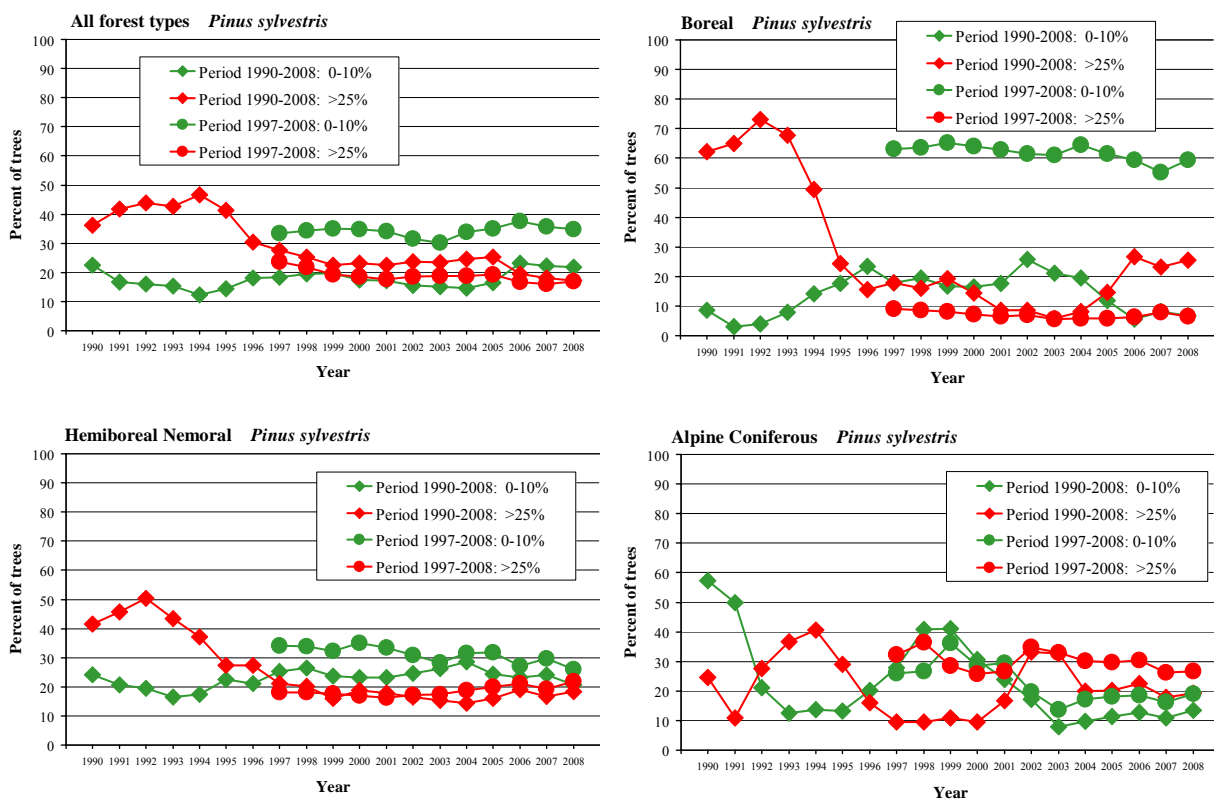 All forest types Pinus sylvestris
Percent of trees
100
90
80
70
60
50
40
30
20
10
0
Period 1990-2008: 0-10%
Period 1990-2008: >25%
Period 1997-2008: 0-10%
Period 1997-2008: >25%
1990 1991 1992 1993 1994 1995 1996 1997 1998 1999 2000 2001 2002 2003 2004 2005 2006 2007 2008
Year
Boreal Pinus sylvestris
Percent of trees
100
90
80
70
60
50
40
30
20
10
0
Period 1990-2008: 0-10%
Period 1990-2008: >25%
Period 1997-2008: 0-10%
Period 1997-2008: >25%
1990 1991 1992 1993 1994 1995 1996 1997 1998 1999 2000 2001 2002 2003 2004 2005 2006 2007 2008
Year
Hemiboreal Nemoral Pinus sylvestris
Percent of trees
100
90
80
70
60
50
40
30
20
10
0
Period 1990-2008: 0-10%
Period 1990-2008: >25%
Period 1997-2008: 0-10%
Period 1997-2008: >25%
1990 1991 1992 1993 1994 1995 1996 1997 1998 1999 2000 2001 2002 2003 2004 2005 2006 2007 2008
Year
Alpine Coniferous Pinus sylvestris
Percent of trees
100
90
80
70
60
50
40
30
20
10
0
Period 1990-2008: 0-10%
Period 1990-2008: >25%
Period 1997-2008: 0-10%
Period 1997-2008: >25%
1990 1991 1992 1993 1994 1995 1996 1997 1998 1999 2000 2001 2002 2003 2004 2005 2006 2007 2008
Year